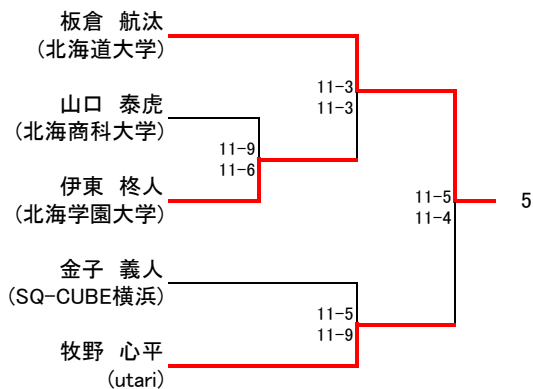 板倉 航汰
(北海道大学)
11-3
11-3
山口 泰虎
(北海商科大学)
11-9
11-6
伊東 柊人
(北海学園大学)
11-5
11-4
5
金子 義人
(SQ-CUBE横浜)
11-5
11-9
牧野 心平
(utari)